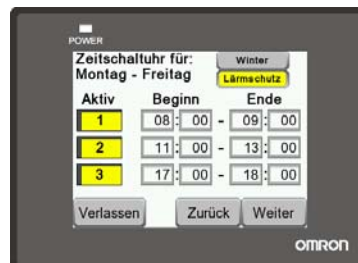 POWER
Zeitschaltuhr für: Winter
Montag - Freitag Lärmschutz
Aktiv Beginn Ende
1 08 : 00 - 09 : 00
2 11 : 00 - 13 : 00
3 17 : 00 - 18 : 00
Verlassen Zurück Weiter
OMRON